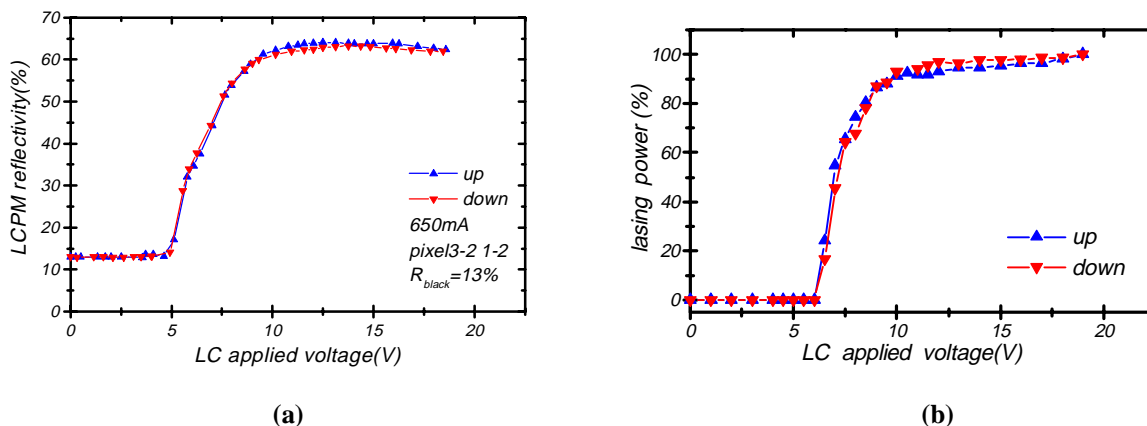 70
60
50
40
30
20
10
0
LCPM reflectivity(%)
up
down
650mA
pixel3-2 1-2
R_black=13%
0 5 10 15 20
LC applied voltage(V)
(a)
100
80
60
40
20
0
lasing power (%)
up
down
0 5 10 15 20
LC applied voltage(V)
(b)